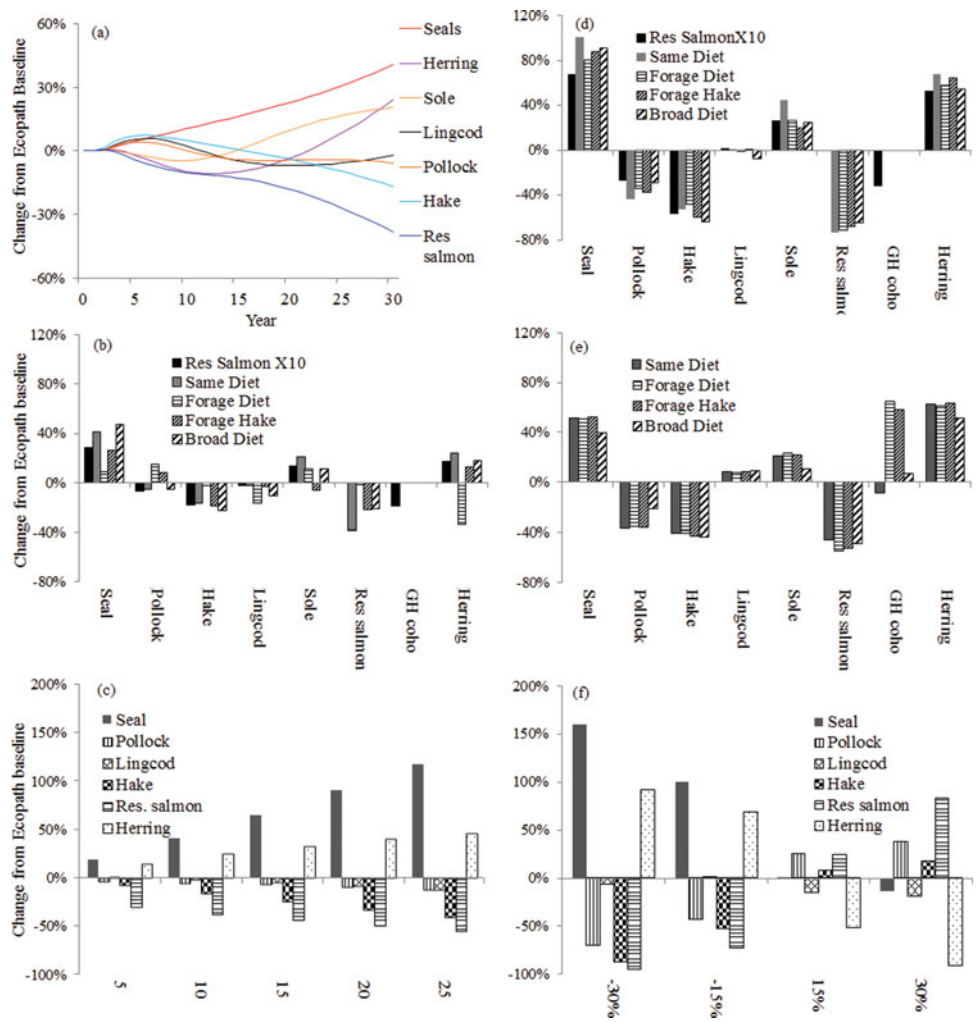 Change from Ecopath Baseline
60%
30%
0%
-30%
-60%
(a)
Seals
Herring
Sole
Lingcod
Pollock
Hake
Res
salmon
0
5
10
15
20
25
30
Year
120%
80%
40%
0%
-40%
-80%
(d)
Res SalmonX10
Same Diet
Forage Diet
Forage Hake
Broad Diet
Seal
Pollock
Hake
Lingcod
Sole
Res salmo
GH coho
Herring
Change from Ecopath baseline
120%
80%
40%
0%
-40%
-80%
(b)
Res Salmon X10
Same Diet
Forage Diet
Forage Hake
Broad Diet
Seal
Pollock
Hake
Lingcod
Sole
Res salmon
GH coho
Herring
120%
80%
40%
0%
-40%
-80%
(e)
Same Diet
Forage Diet
Forage Hake
Broad Diet
Seal
Pollock
Hake
Lingcod
Sole
Res salmon
GH coho
Herring
Change from Ecopath baseline
200%
150%
100%
50%
0%
-50%
-100%
(c)
Seal
Pollock
Lingcod
Hake
Res. salmon
Herring
5
10
15
20
25
200%
150%
100%
50%
0%
-50%
-100%
(f)
Seal
Pollock
Lingcod
Hake
Res salmon
Herring
-30%
-15%
15%
30%